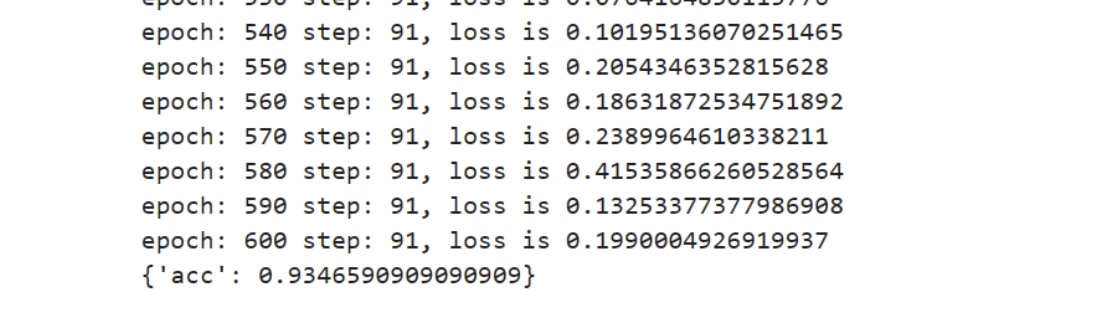 epoch: 540 step: 91, loss is 0.10195136070251465
epoch: 550 step: 91, loss is 0.2054346352815628
epoch: 560 step: 91, loss is 0.18631872534751892
epoch: 570 step: 91, loss is 0.2389964610338211
epoch: 580 step: 91, loss is 0.41535866260528564
epoch: 590 step: 91, loss is 0.13253377377986908
epoch: 600 step: 91, loss is 0.1990004926919937
{'acc': 0.9346590909090909}